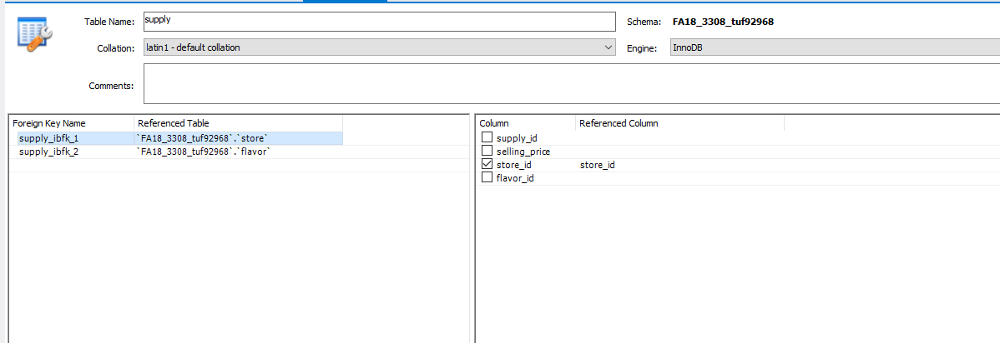 Table Name: supply Schema: FA18_3308_tuf92968
Collation: latin1 - default collation Engine: InnoDB
Comments:
Foreign Key Name Referenced Table Column Referenced Column
supply_ibfk_1 `FA18_3308_tuf92968`.`store` supply_id
supply_ibfk_2 `FA18_3308_tuf92968`.`flavor` selling_price
store_id store_id
flavor_id